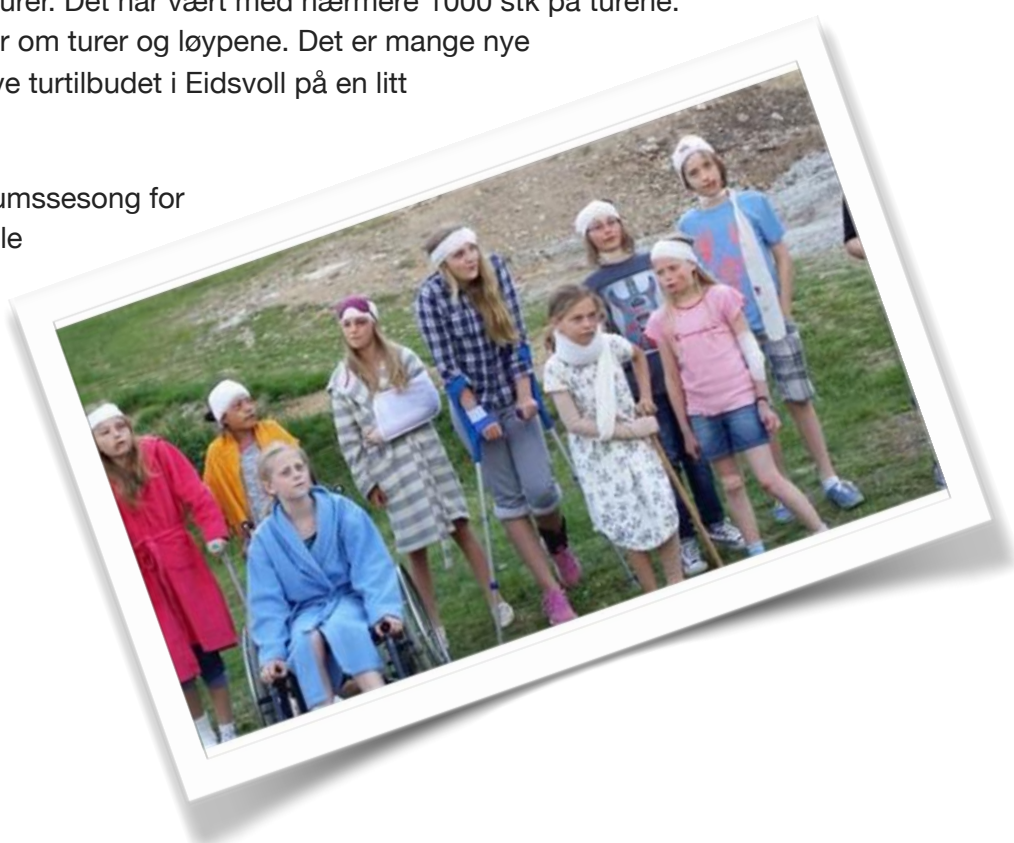 urer. Det har vært med nærmere 1000 stk på turene.
r om turer og løypene. Det er mange nye
ve turtilbudet i Eidsvoll på en litt
umssesong for
le